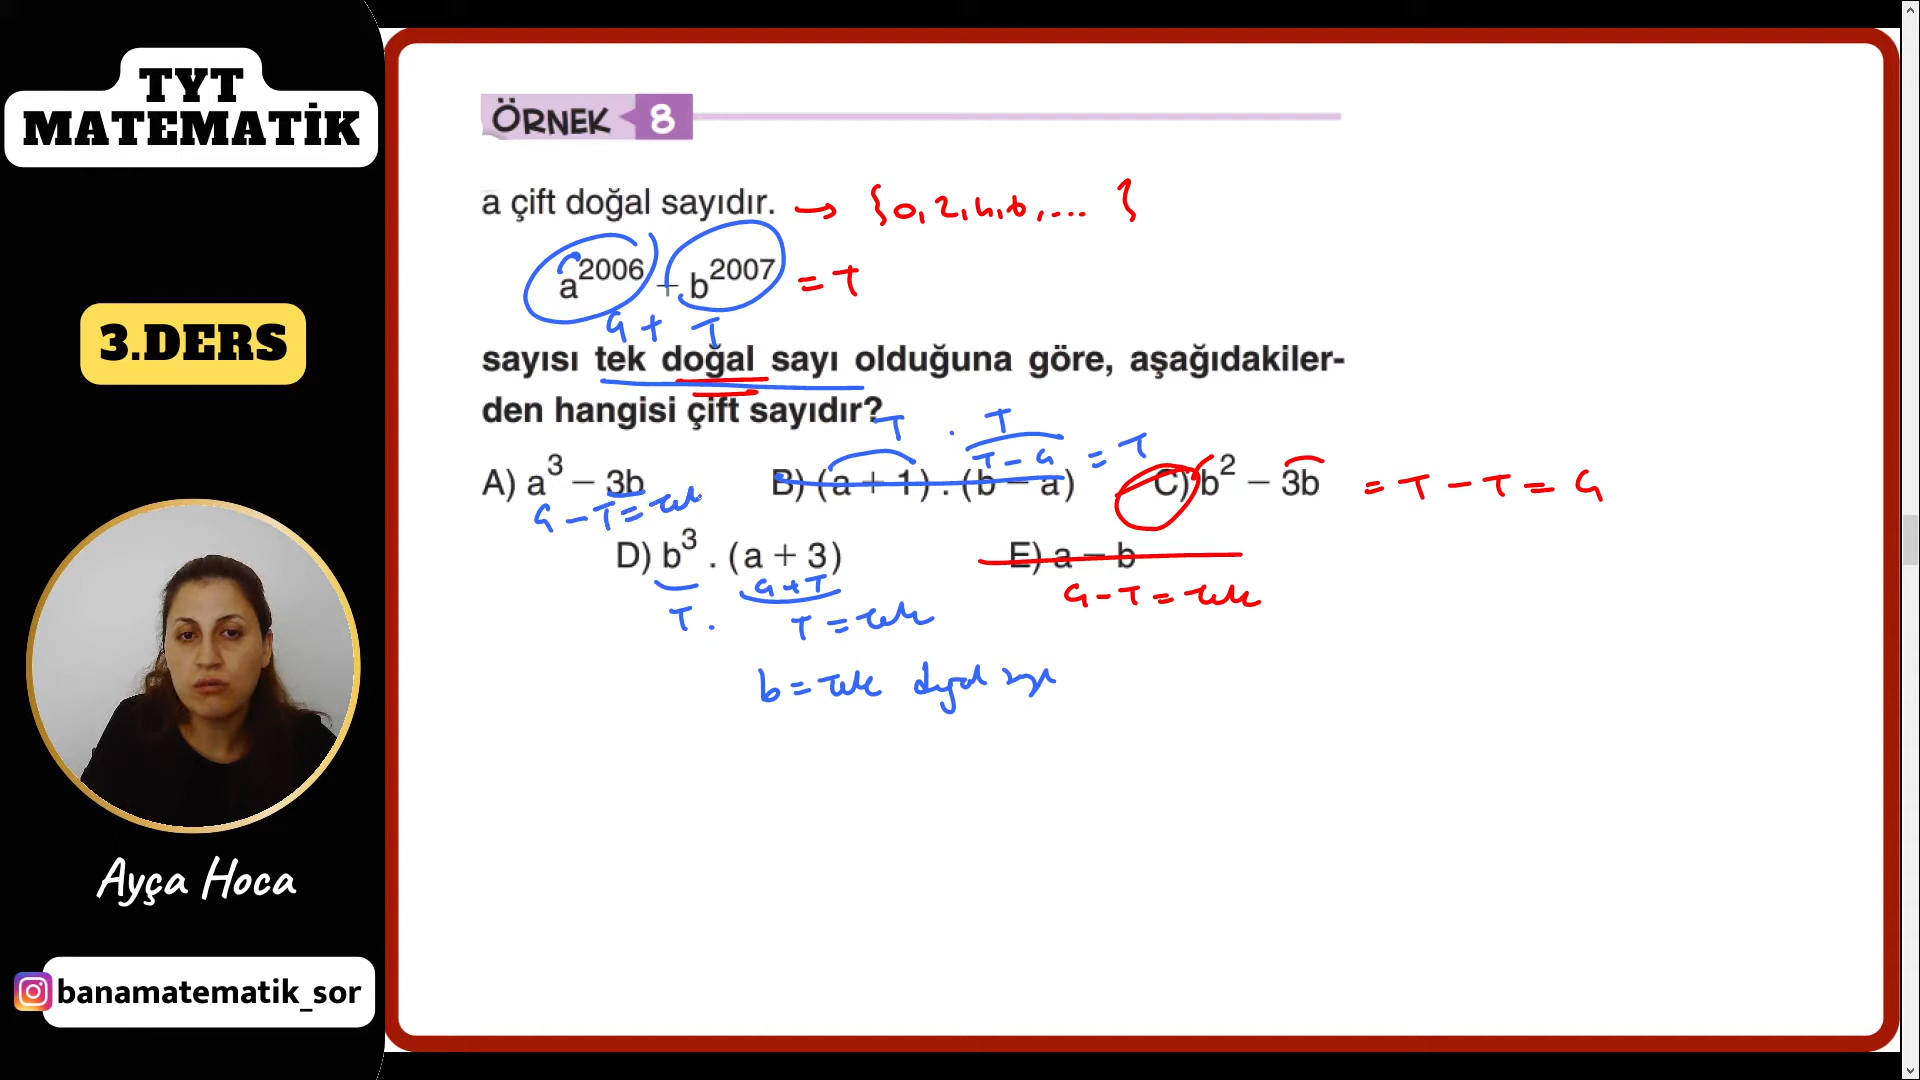 TYT
MATEMATİK
3.DERS
Ayça Hoca
banamatematik_sor
ÖRNEK 8
a çift doğal sayıdır. → {0, 2, 4, 6, .... }
a^2006 + b^2007 = T
Ç + T
sayısı tek doğal sayı olduğuna göre, aşağıdakiler-
den hangisi çift sayıdır?
T . T
T - Ç = T
A) a^3 − 3b B) (a + 1) . (b − a) C) b^2 − 3b = T - T = Ç
Ç - T = tek
D) b^3 . (a + 3) E) a − b
Ç + T
T . T = tek
Ç - T = tek
b = Tek doğal sayı